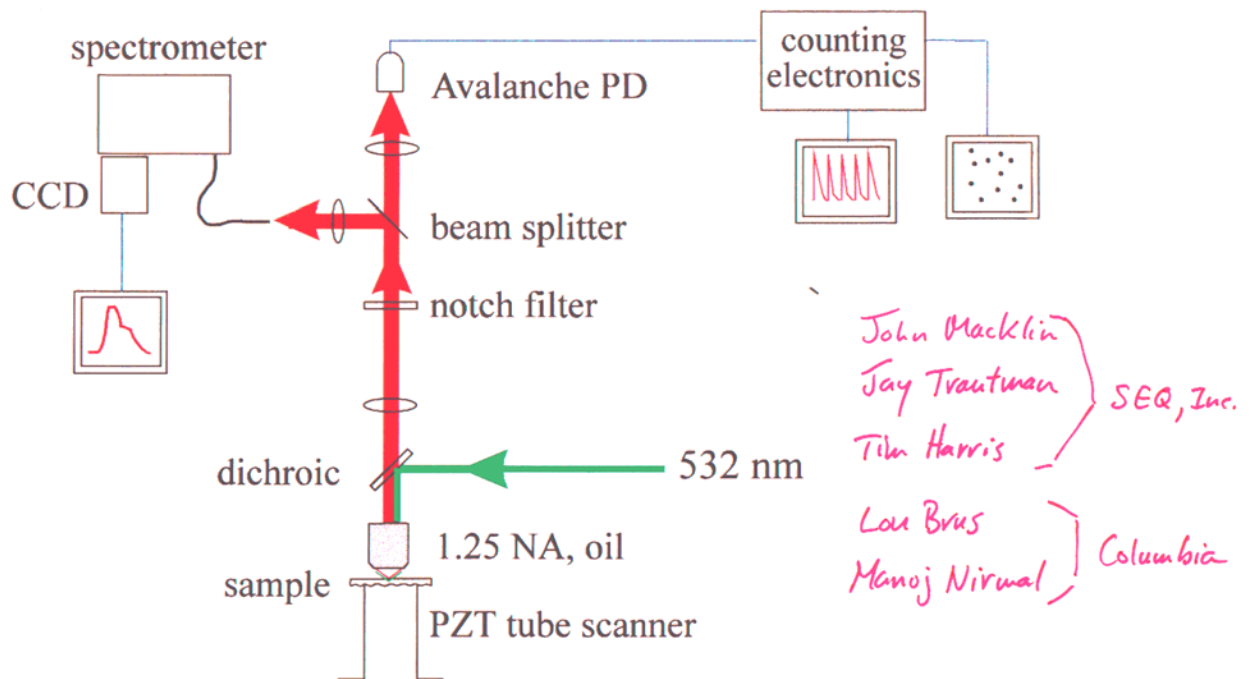 spectrometer
Avalanche PD
counting
electronics
CCD
beam splitter
notch filter
dichroic
532 nm
1.25 NA, oil
sample
PZT tube scanner
John Macklin
Jay Trautman
Tim Harris
SEQ, Inc.
Lou Brus
Manoj Nirmal
Columbia